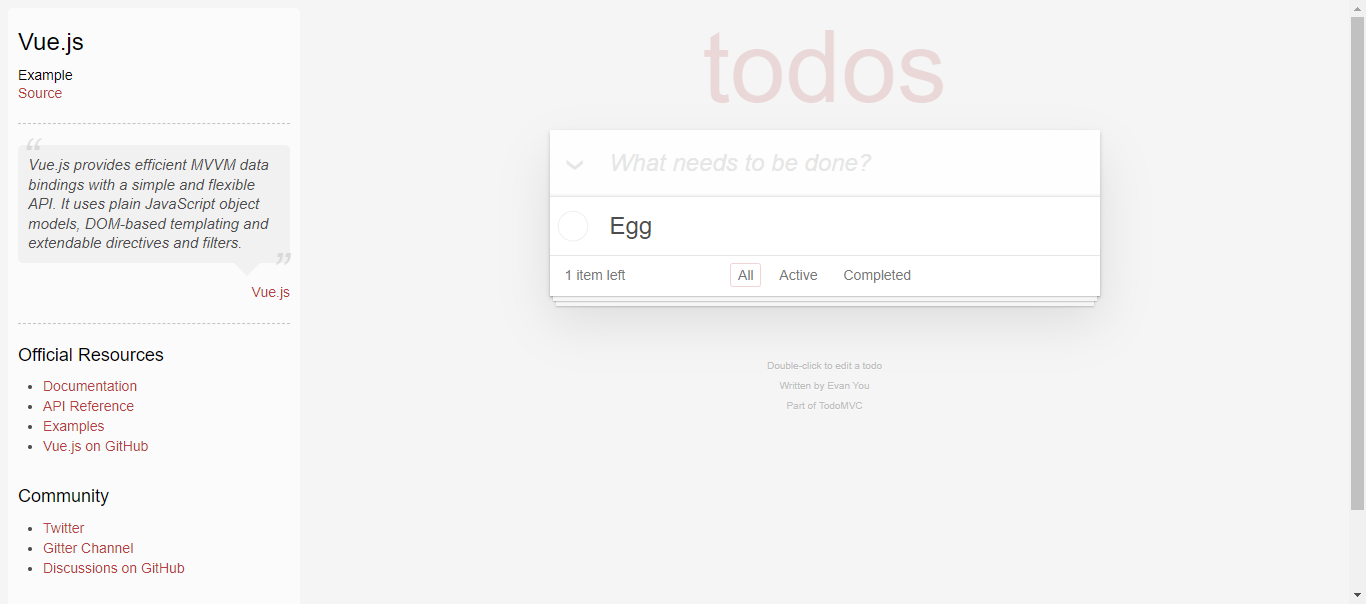 Vue.js
Example
Source
“
Vue.js provides efficient MVVM data
bindings with a simple and flexible
API. It uses plain JavaScript object
models, DOM-based templating and
extendable directives and filters.
”
Vue.js
Official Resources
Documentation
API Reference
Examples
Vue.js on GitHub
Community
Twitter
Gitter Channel
Discussions on GitHub
todos
What needs to be done?
Egg
1 item left All Active Completed
Double-click to edit a todo
Written by Evan You
Part of TodoMVC